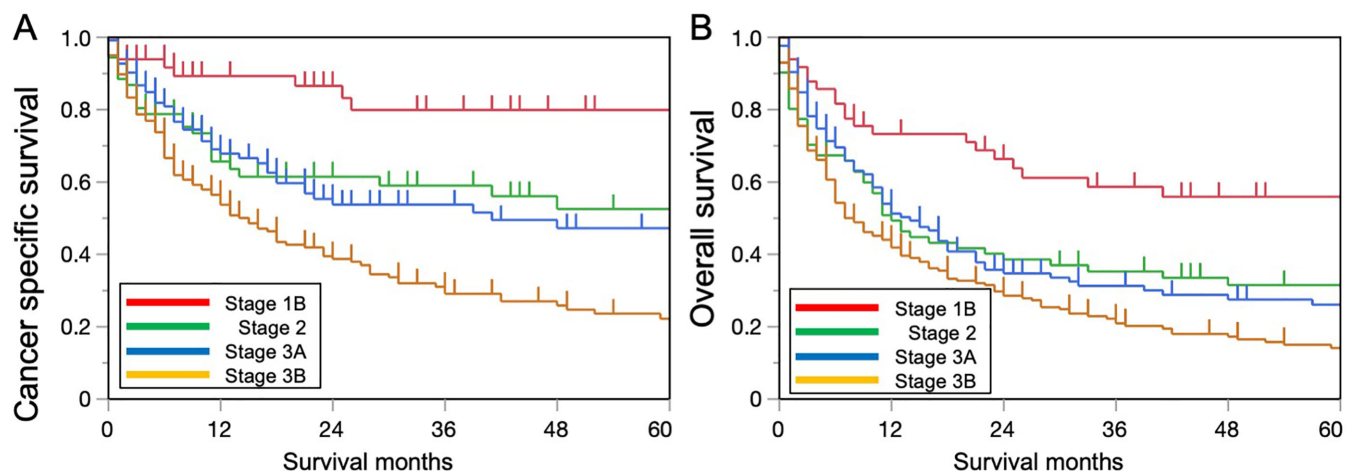 A
Cancer specific survival
1.0
0.8
0.6
0.4
0.2
0
Stage 1B
Stage 2
Stage 3A
Stage 3B
0 12 24 36 48 60
Survival months
B
Overall survival
1.0
0.8
0.6
0.4
0.2
0
Stage 1B
Stage 2
Stage 3A
Stage 3B
0 12 24 36 48 60
Survival months